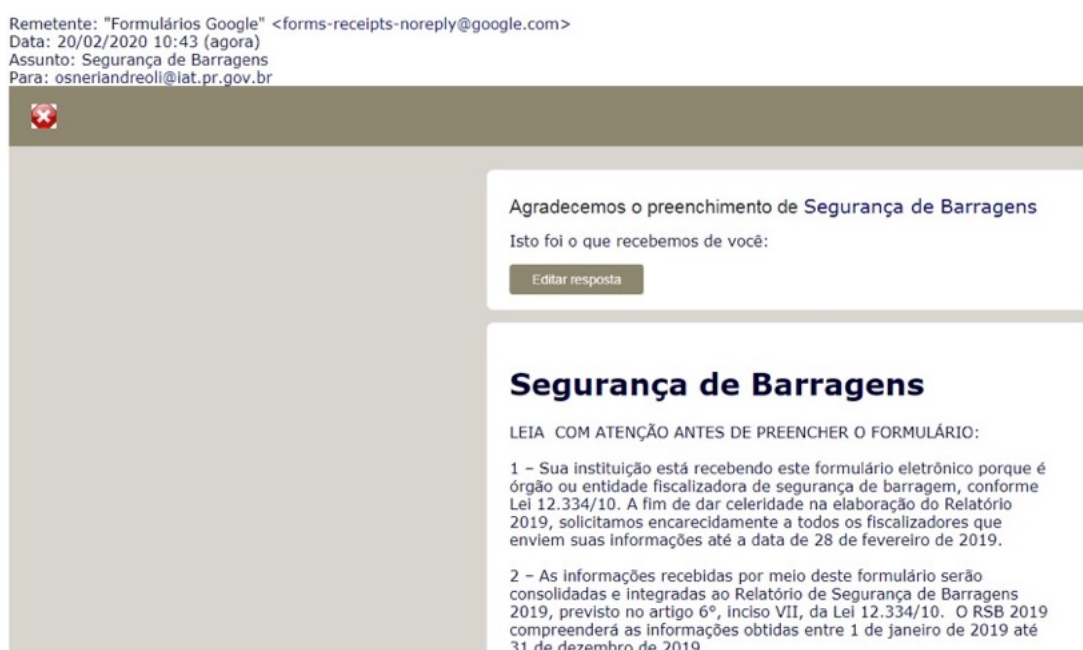 Remetente: "Formulários Google" <forms-receipts-noreply@google.com>
Data: 20/02/2020 10:43 (agora)
Assunto: Segurança de Barragens
Para: osneriandreoli@iat.pr.gov.br
Agradecemos o preenchimento de Segurança de Barragens
Isto foi o que recebemos de você:
Editar resposta
Segurança de Barragens
LEIA COM ATENÇÃO ANTES DE PREENCHER O FORMULÁRIO:
1 – Sua instituição está recebendo este formulário eletrônico porque é
órgão ou entidade fiscalizadora de segurança de barragem, conforme
Lei 12.334/10. A fim de dar celeridade na elaboração do Relatório
2019, solicitamos encarecidamente a todos os fiscalizadores que
enviem suas informações até a data de 28 de fevereiro de 2019.
2 – As informações recebidas por meio deste formulário serão
consolidadas e integradas ao Relatório de Segurança de Barragens
2019, previsto no artigo 6°, inciso VII, da Lei 12.334/10. O RSB 2019
compreenderá as informações obtidas entre 1 de janeiro de 2019 até
31 de dezembro de 2019.